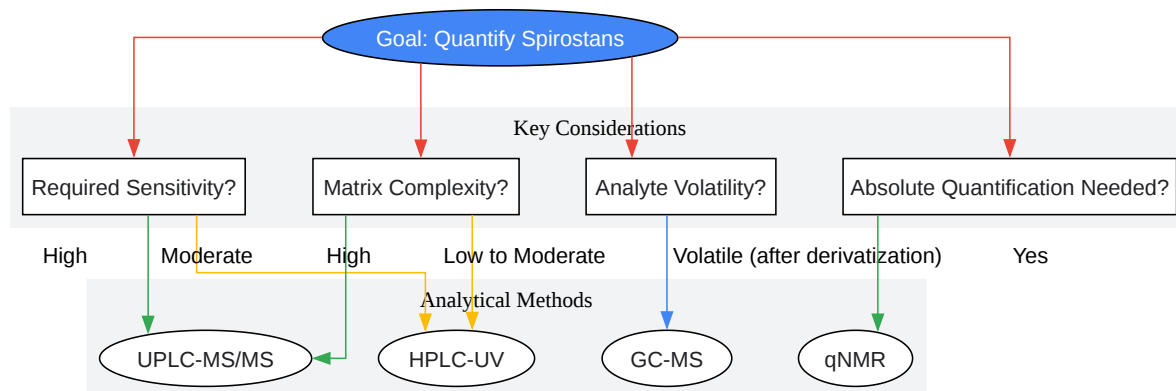 Goal: Quantify Spirostans
Key Considerations
Required Sensitivity?
Matrix Complexity?
Analyte Volatility?
Absolute Quantification Needed?
High
Moderate
High
Low to Moderate
Volatile (after derivatization)
Yes
Analytical Methods
UPLC-MS/MS
HPLC-UV
GC-MS
qNMR